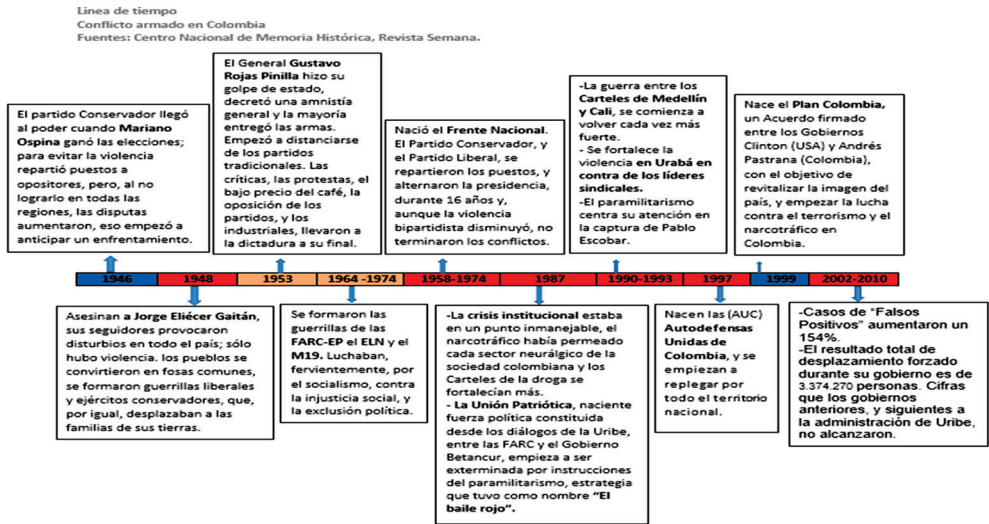 Linea de tiempo
Conflicto armado en Colombia
Fuentes: Centro Nacional de Memoria Histórica, Revista Semana.
El partido Conservador llegó
al poder cuando Mariano
Ospina ganó las elecciones;
para evitar la violencia
repartió puestos a
opositores, pero, al no
lograrlo en todas las
regiones, las disputas
aumentaron, eso empezó a
anticipar un enfrentamiento.
El General Gustavo
Rojas Pinilla hizo su
golpe de estado,
decretó una amnistía
general y la mayoría
entregó las armas.
Empezó a distanciarse
de los partidos
tradicionales. Las
críticas, las protestas, el
bajo precio del café, la
oposición de los
partidos, y los
industriales, llevaron a
la dictadura a su final.
Nació el Frente Nacional.
El Partido Conservador, y
el Partido Liberal, se
repartieron los puestos, y
alternaron la presidencia,
durante 16 años y,
aunque la violencia
bipartidista disminuyó, no
terminaron los conflictos.
-La guerra entre los
Carteles de Medellín
y Cali, se comienza a
volver cada vez más
fuerte.
- Se fortalece la
violencia en Urabá en
contra de los líderes
sindicales.
-El paramilitarismo
centra su atención en
la captura de Pablo
Escobar.
Nace el Plan Colombia,
un Acuerdo firmado
entre los Gobiernos
Clinton (USA) y Andrés
Pastrana (Colombia),
con el objetivo de
revitalizar la imagen del
país, y empezar la lucha
contra el terrorismo y el
narcotráfico en
Colombia.
1946 1948 1953 1964 -1974 1958-1974 1987 1990-1993 1997 1999 2002-2010
Asesinan a Jorge Eliécer Gaitán,
sus seguidores provocaron
disturbios en todo el país; sólo
hubo violencia. los pueblos se
convirtieron en fosas comunes,
se formaron guerrillas liberales
y ejércitos conservadores, que,
por igual, desplazaban a las
familias de sus tierras.
Se formaron las
guerrillas de las
FARC-EP el ELN y el
M19. Luchaban,
fervientemente, por
el socialismo, contra
la injusticia social, y
la exclusión política.
-La crisis institucional estaba
en un punto inmanejable, el
narcotráfico había permeado
cada sector neurálgico de la
sociedad colombiana y los
Carteles de la droga se
fortalecían más.
- La Unión Patriótica, naciente
fuerza política constituida
desde los diálogos de la Uribe,
entre las FARC y el Gobierno
Betancur, empieza a ser
exterminada por instrucciones
del paramilitarismo, estrategia
que tuvo como nombre “El
baile rojo”.
Nacen las (AUC)
Autodefensas
Unidas de
Colombia, y se
empiezan a
replegar por
todo el territorio
nacional.
-Casos de “Falsos
Positivos” aumentaron un
154%.
-El resultado total de
desplazamiento forzado
durante su gobierno es de
3.374.270 personas. Cifras
que los gobiernos
anteriores, y siguientes a
la administración de Uribe,
no alcanzaron.